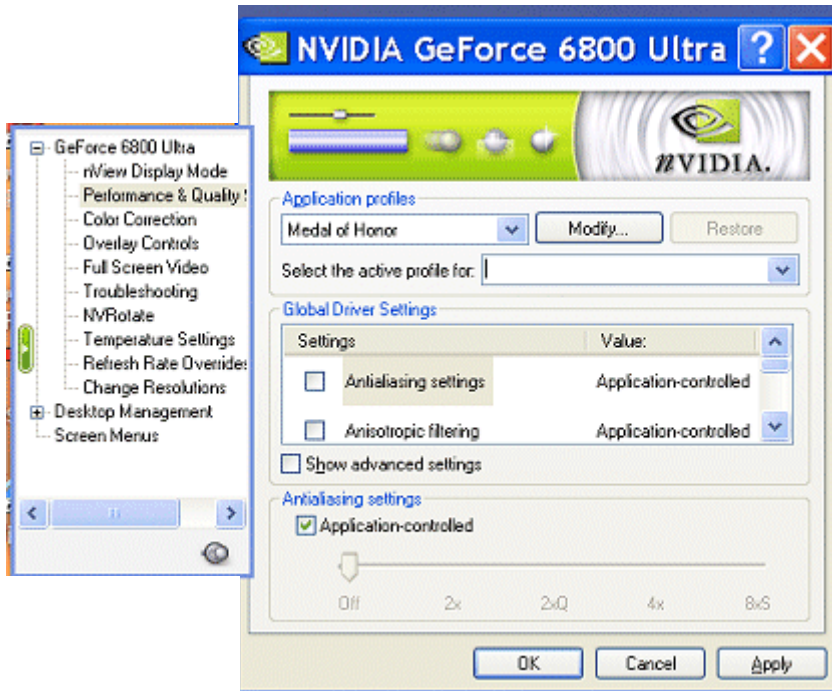 NVIDIA GeForce 6800 Ultra
nVIDIA.
GeForce 6800 Ultra
nView Display Mode
Performance & Quality S
Color Correction
Overlay Controls
Full Screen Video
Troubleshooting
NVRotate
Temperature Settings
Refresh Rate Overrides
Change Resolutions
Desktop Management
Screen Menus
Application profiles
Medal of Honor
Modify...
Restore
Select the active profile for:
Global Driver Settings
Settings Value:
Antialiasing settings Application-controlled
Anisotropic filtering Application-controlled
Show advanced settings
Antialiasing settings
Application-controlled
Off 2x 2xQ 4x 8xS
OK Cancel Apply